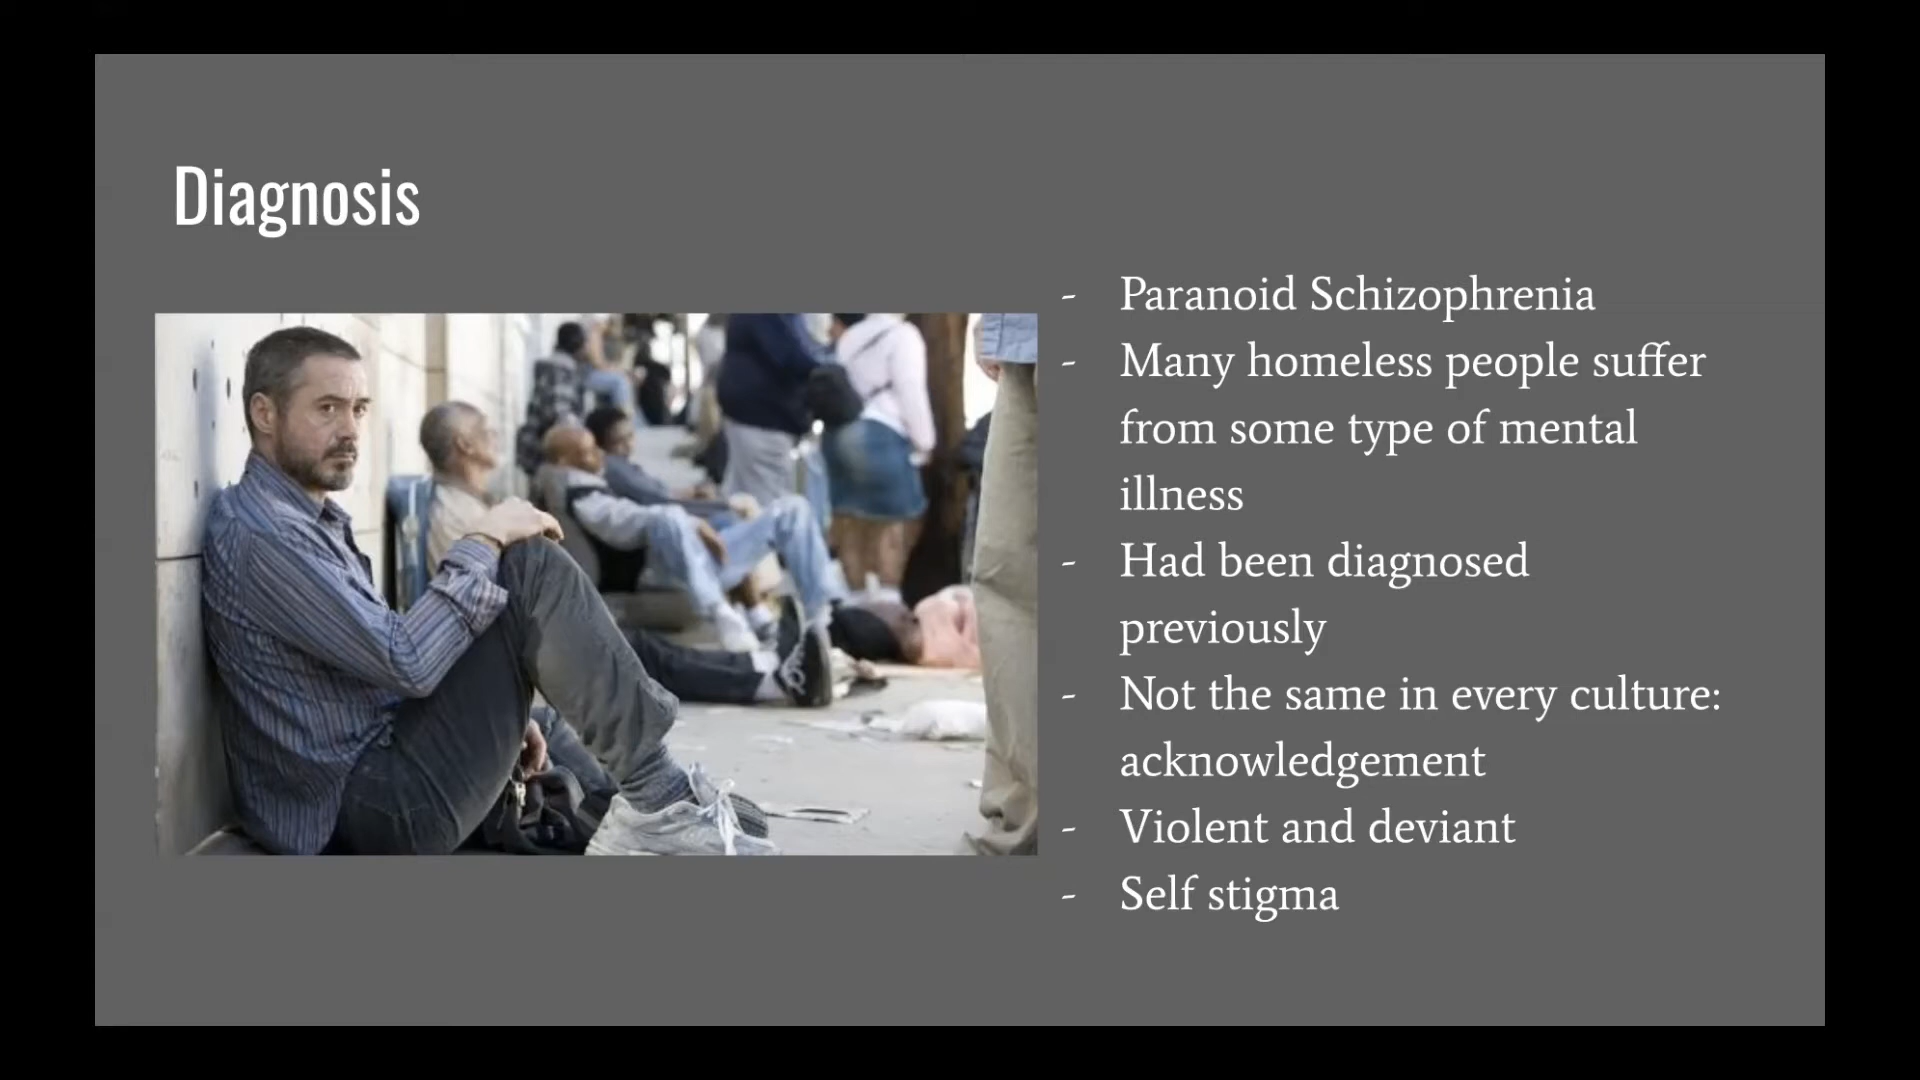 Diagnosis
- Paranoid Schizophrenia
- Many homeless people suffer
from some type of mental
illness
- Had been diagnosed
previously
- Not the same in every culture:
acknowledgement
- Violent and deviant
- Self stigma